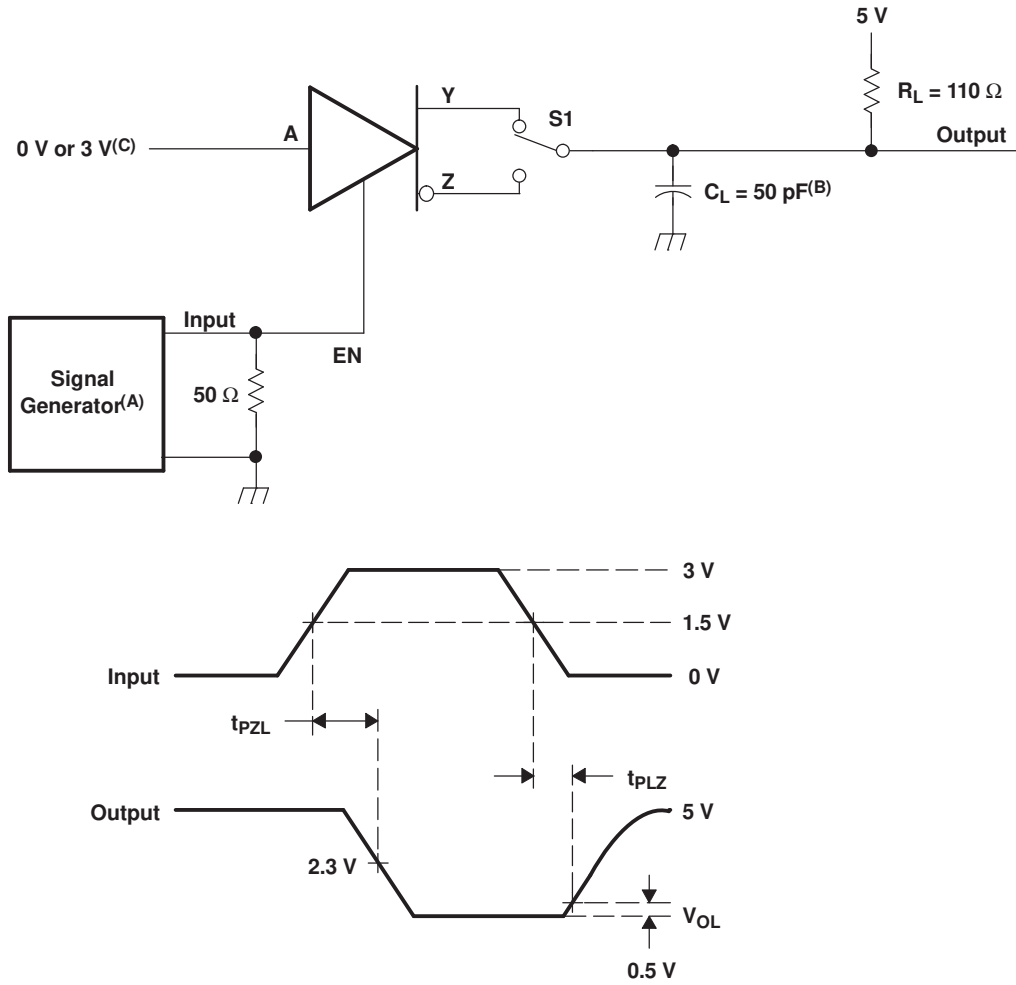 5 V
R_L = 110 Ω
Y
S1
A
Output
0 V or 3 V(C)
Z
C_L = 50 pF(B)
Input
EN
Signal
Generator(A)
50 Ω
3 V
1.5 V
Input
0 V
t_PZL
t_PLZ
Output
5 V
2.3 V
V_OL
0.5 V